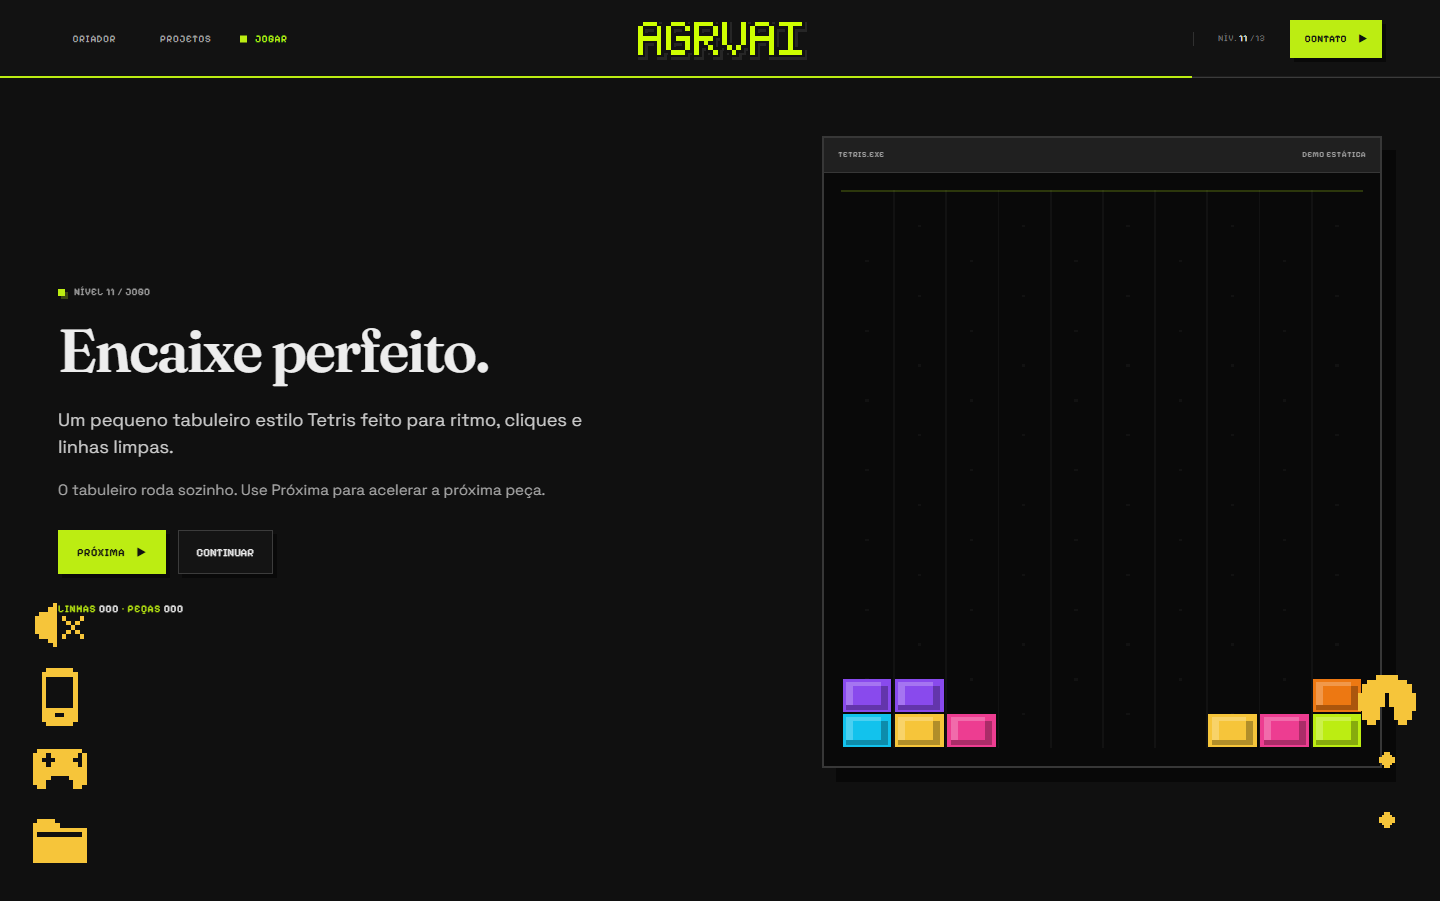 CRIADOR
PROJETOS
JOGAR
AGRVAI
NÍV. 11 / 13
CONTATO
TETRIS.EXE
DEMO ESTÁTICA
NÍVEL 11 / JOGO
Encaixe perfeito.
Um pequeno tabuleiro estilo Tetris feito para ritmo, cliques e
linhas limpas.
O tabuleiro roda sozinho. Use Próxima para acelerar a próxima peça.
PRÓXIMA
CONTINUAR
LINHAS 000 · PEÇAS 000